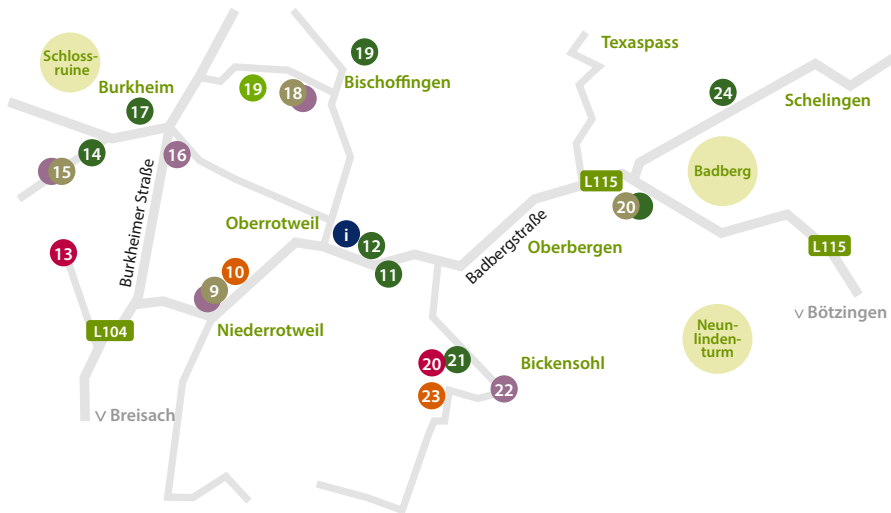 Texaspass
19
Schloss-
ruine
Burkheim
Bischoffingen
19
18
24
Schelingen
17
14
16
15
Badberg
L115
20
Burkheimer Straße
Oberrotweil
i
12
11
Badbergstraße
Oberbergen
L115
13
10
9
Niederrotweil
L104
∨ Bötzingen
Neun-
linden-
turm
20
21
Bickensohl
22
23
∨ Breisach